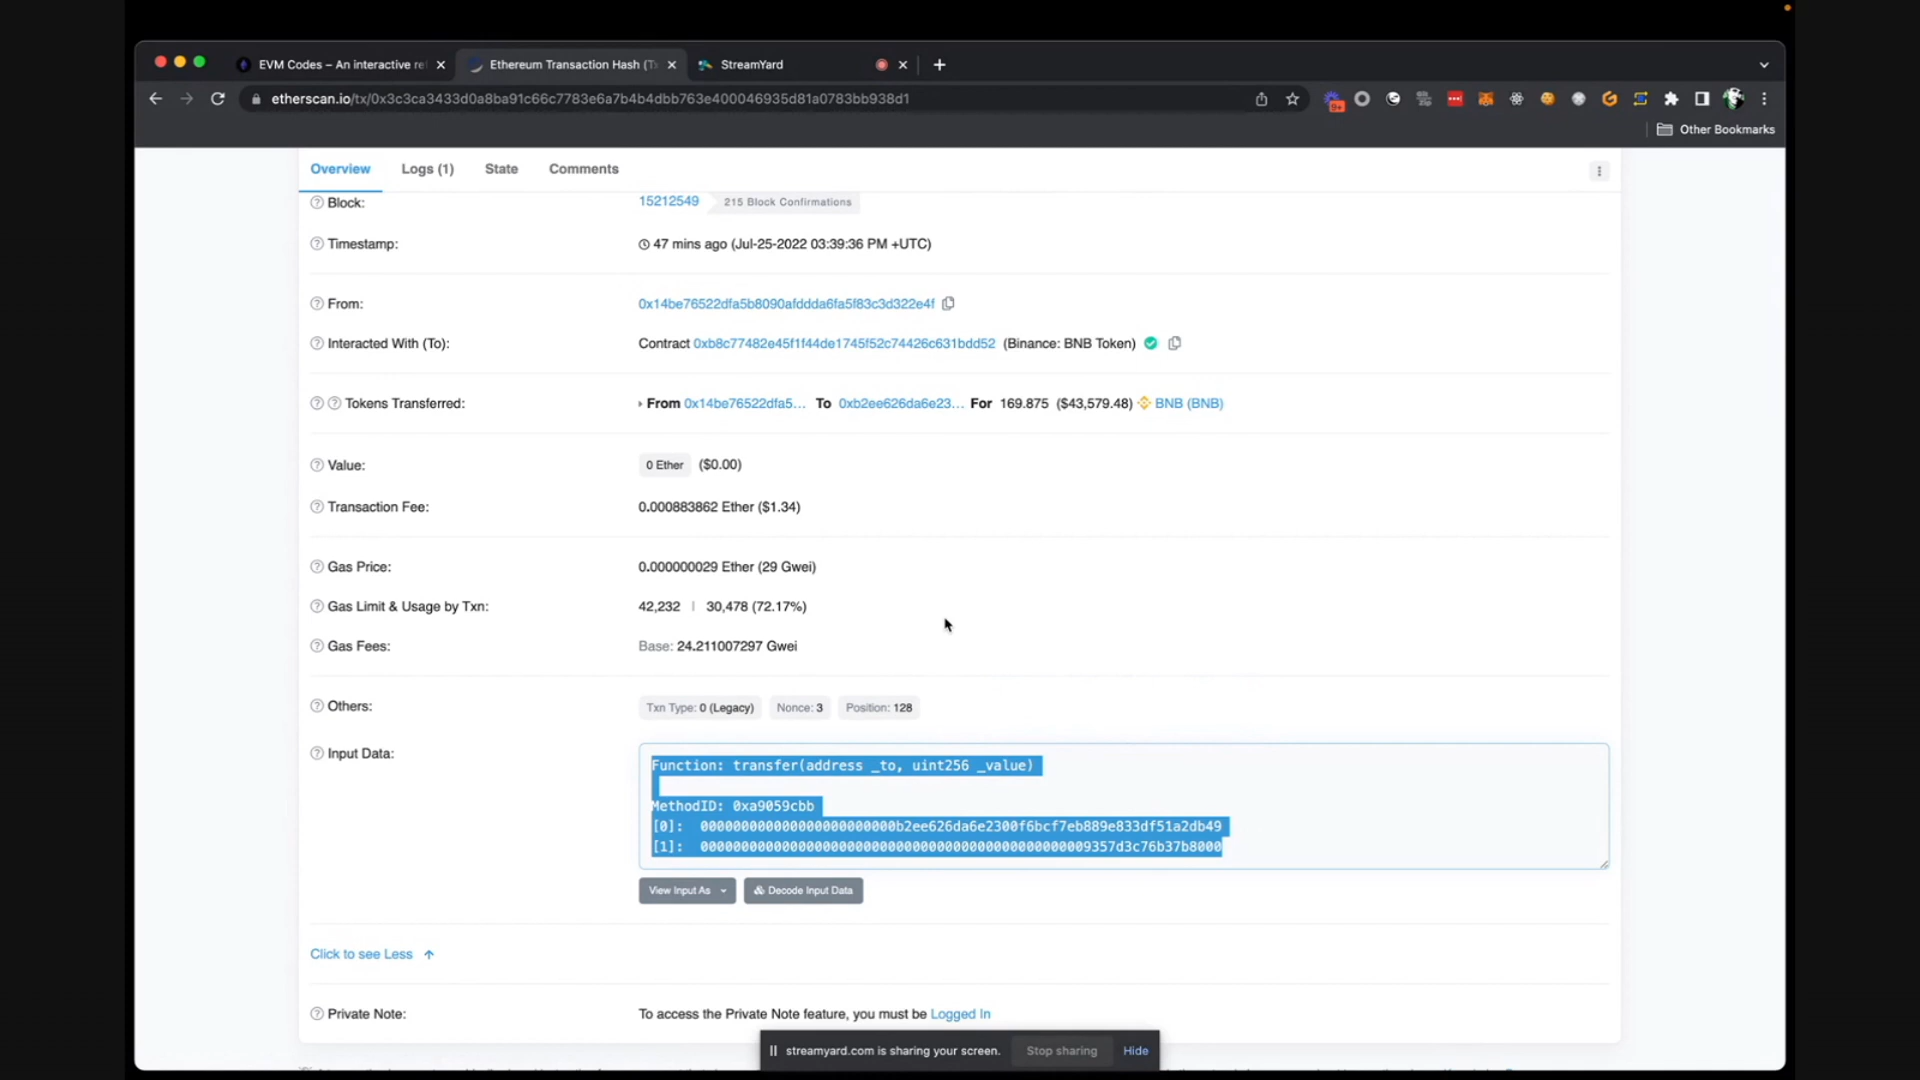 EVM Codes – An interactive re
Ethereum Transaction Hash (T
StreamYard
etherscan.io/tx/0x3c3ca3433d0a8ba91c66c7783e6a7b4b4dbb763e400046935d81a0783bb938d1
9+
Other Bookmarks
Overview
Logs (1)
State
Comments
Block:
15212549
215 Block Confirmations
Timestamp:
47 mins ago (Jul-25-2022 03:39:36 PM +UTC)
From:
0x14be76522dfa5b8090afddda6fa5f83c3d322e4f
Interacted With (To):
Contract 0xb8c77482e45f1f44de1745f52c74426c631bdd52 (Binance: BNB Token)
Tokens Transferred:
From 0x14be76522dfa5... To 0xb2ee626da6e23... For 169.875 ($43,579.48) BNB (BNB)
Value:
0 Ether ($0.00)
Transaction Fee:
0.000883862 Ether ($1.34)
Gas Price:
0.000000029 Ether (29 Gwei)
Gas Limit & Usage by Txn:
42,232 | 30,478 (72.17%)
Gas Fees:
Base: 24.211007297 Gwei
Others:
Txn Type: 0 (Legacy)
Nonce: 3
Position: 128
Input Data:
Function: transfer(address _to, uint256 _value)
MethodID: 0xa9059cbb
[0]: 000000000000000000000000b2ee626da6e2300f6bcf7eb889e833df51a2db49
[1]: 0000000000000000000000000000000000000000000000009357d3c76b37b8000
View Input As
Decode Input Data
Click to see Less
Private Note:
To access the Private Note feature, you must be Logged In
streamyard.com is sharing your screen.
Stop sharing
Hide